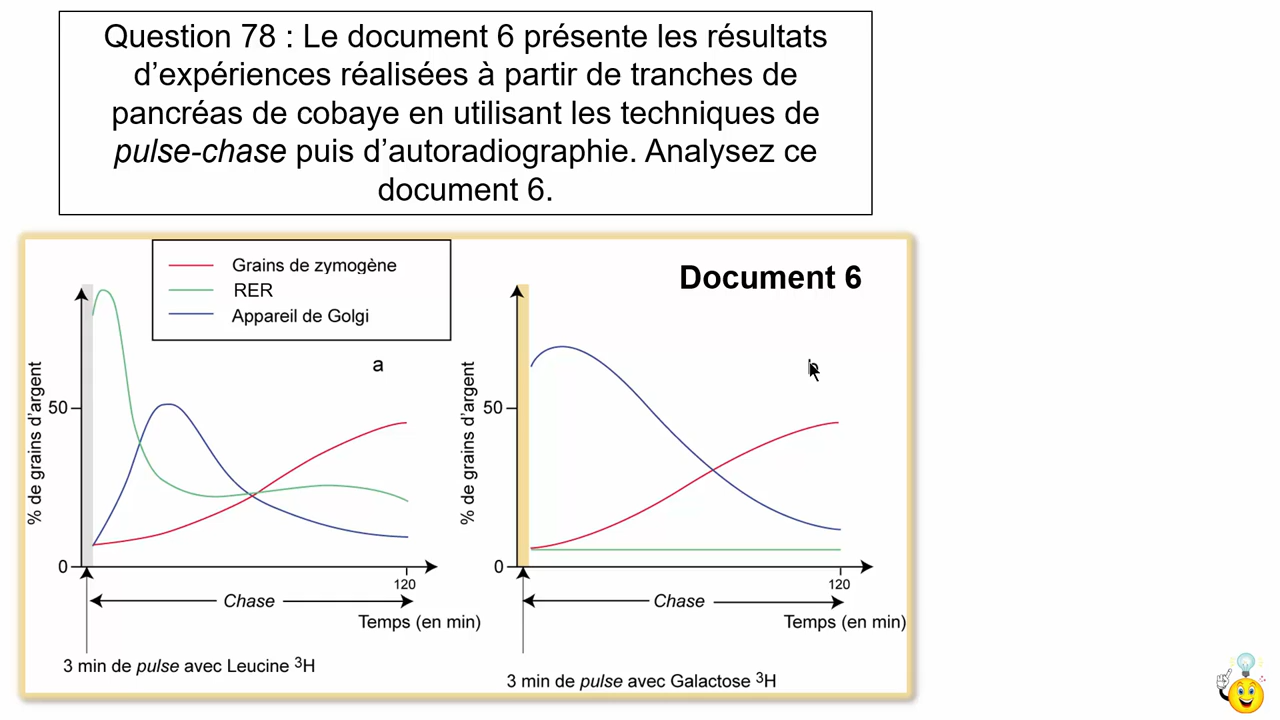 Question 78 : Le document 6 présente les résultats
d'expériences réalisées à partir de tranches de
pancréas de cobaye en utilisant les techniques de
pulse-chase puis d'autoradiographie. Analysez ce
document 6.
Grains de zymogène
RER
Appareil de Golgi
Document 6
a
% de grains d'argent
50
0
120
Chase
Temps (en min)
3 min de pulse avec Leucine ³H
% de grains d'argent
50
0
120
Chase
Temps (en min)
3 min de pulse avec Galactose ³H